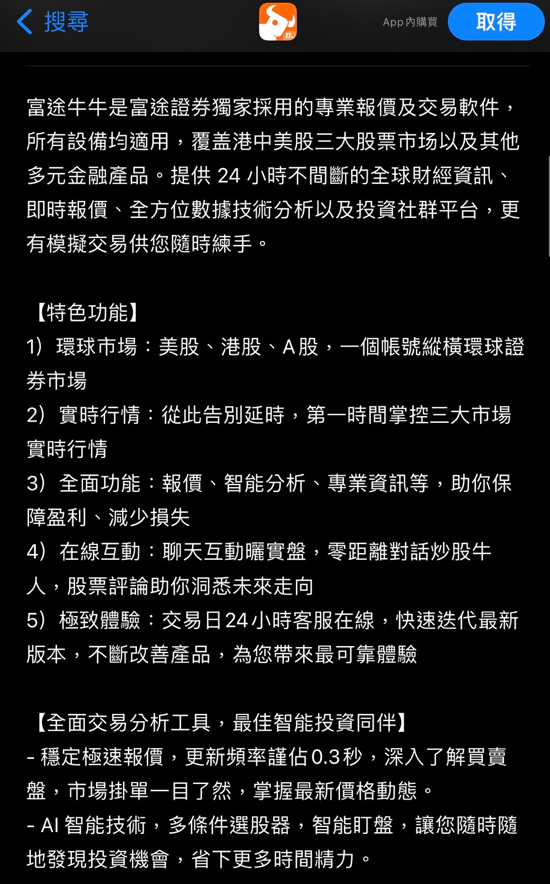 搜尋
App 內購買
取得
富途牛牛是富途證券獨家採用的專業報價及交易軟件，
所有設備均適用，覆盖港中美股三大股票市场以及其他
多元金融產品。提供 24 小時不間斷的全球財經資訊、
即時報價、全方位數據技術分析以及投資社群平台，更
有模擬交易供您隨時練手。
【特色功能】
1）環球市場：美股、港股、A股，一個帳號縱橫環球證
券市場
2）實時行情：從此告別延時，第一時間掌控三大市場
實時行情
3）全面功能：報價、智能分析、專業資訊等，助你保
障盈利、減少損失
4）在線互動：聊天互動曬實盤，零距離對話炒股牛
人，股票評論助你洞悉未來走向
5）極致體驗：交易日24小時客服在線，快速迭代最新
版本，不斷改善產品，為您帶來最可靠體驗
【全面交易分析工具，最佳智能投資同伴】
- 穩定極速報價，更新頻率謹佔0.3秒，深入了解買賣
盤，市場掛單一目了然，掌握最新價格動態。
- AI 智能技術，多條件選股器，智能盯盤，讓您隨時隨
地發現投資機會，省下更多時間精力。